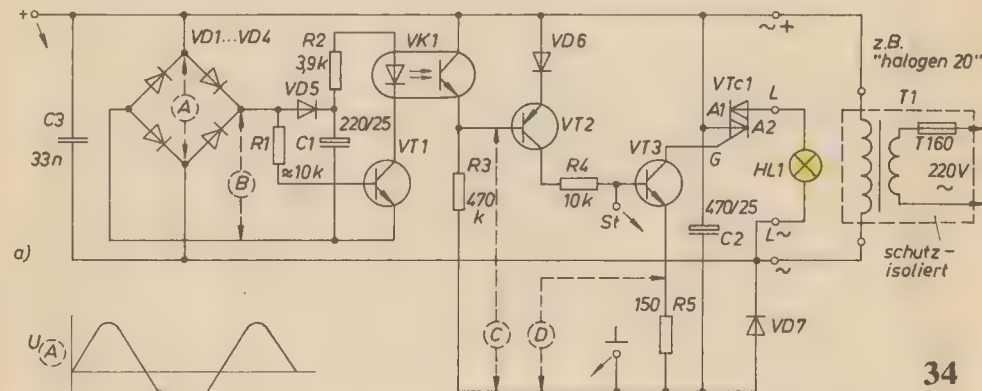 +
~+
VD1...VD4
R2
3,9k
VK1
VD6
z.B.
"halogen 20"
VTc1
L
T1
A
VD5
A1
A2
C3
33n
220/25
C1
R1
≈10k
VT1
VT2
VT3
G
HL1
T160
220V
~
B
R3
470
k
R4
10k
St
470/25
C2
L~
~
a)
schutz-
isoliert
C
D
150 R5
VD7
U A
⊥
34